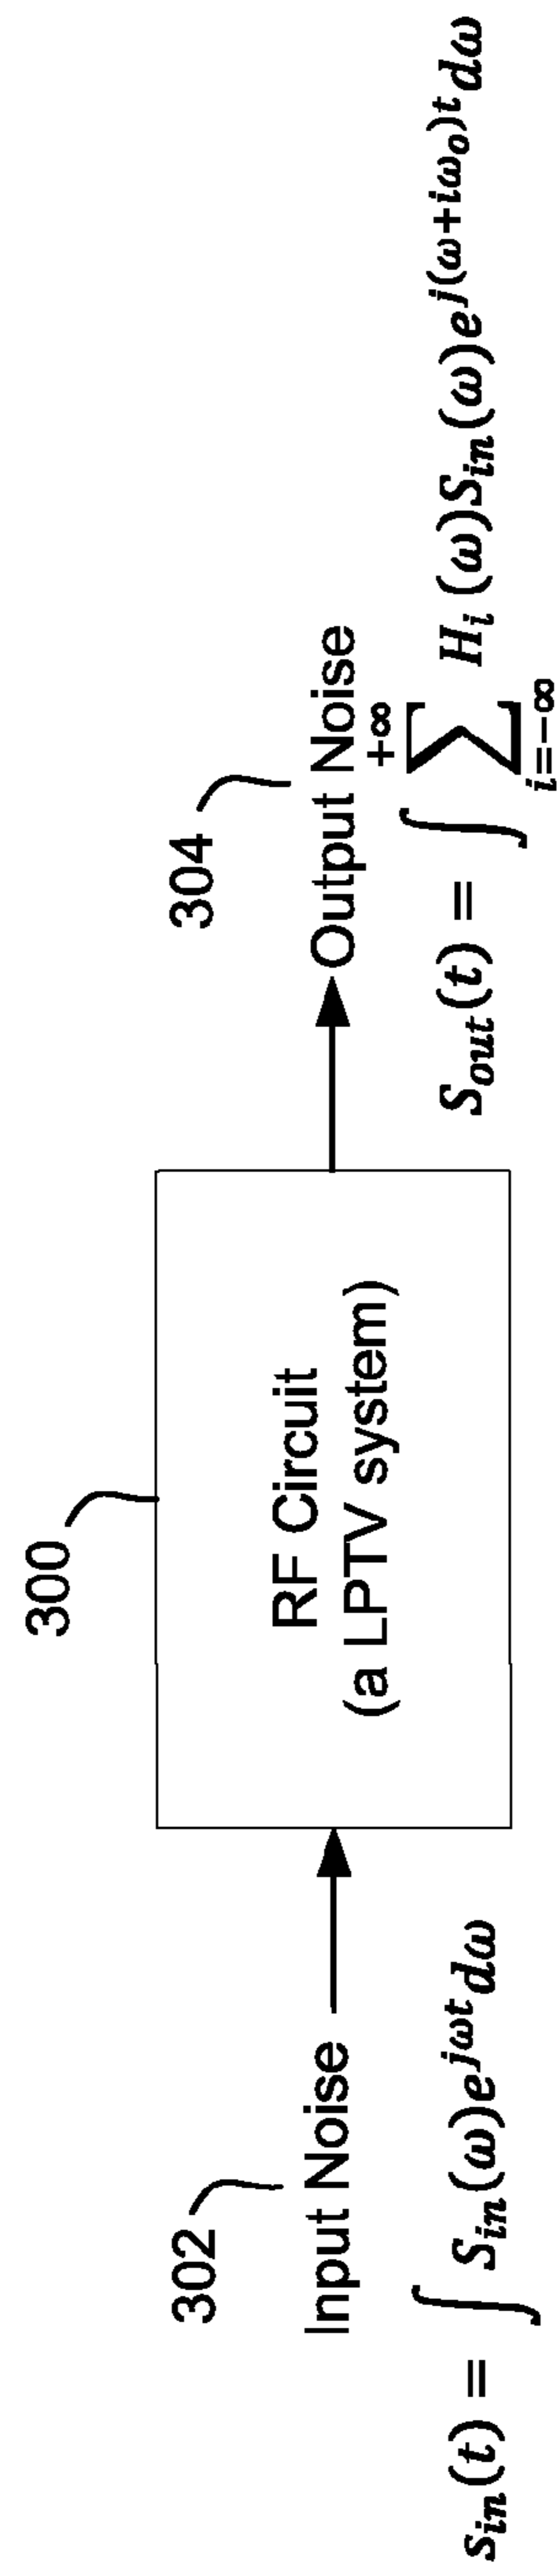 302
Input Noise
s_in(t) = ∫ S_in(ω)e^{jωt}dω
300
RF Circuit
(a LPTV system)
304
Output Noise
S_out(t) = ∫ ∑_{i=-∞}^{+∞} H_i(ω)S_in(ω)e^{j(ω+iω_o)t}dω